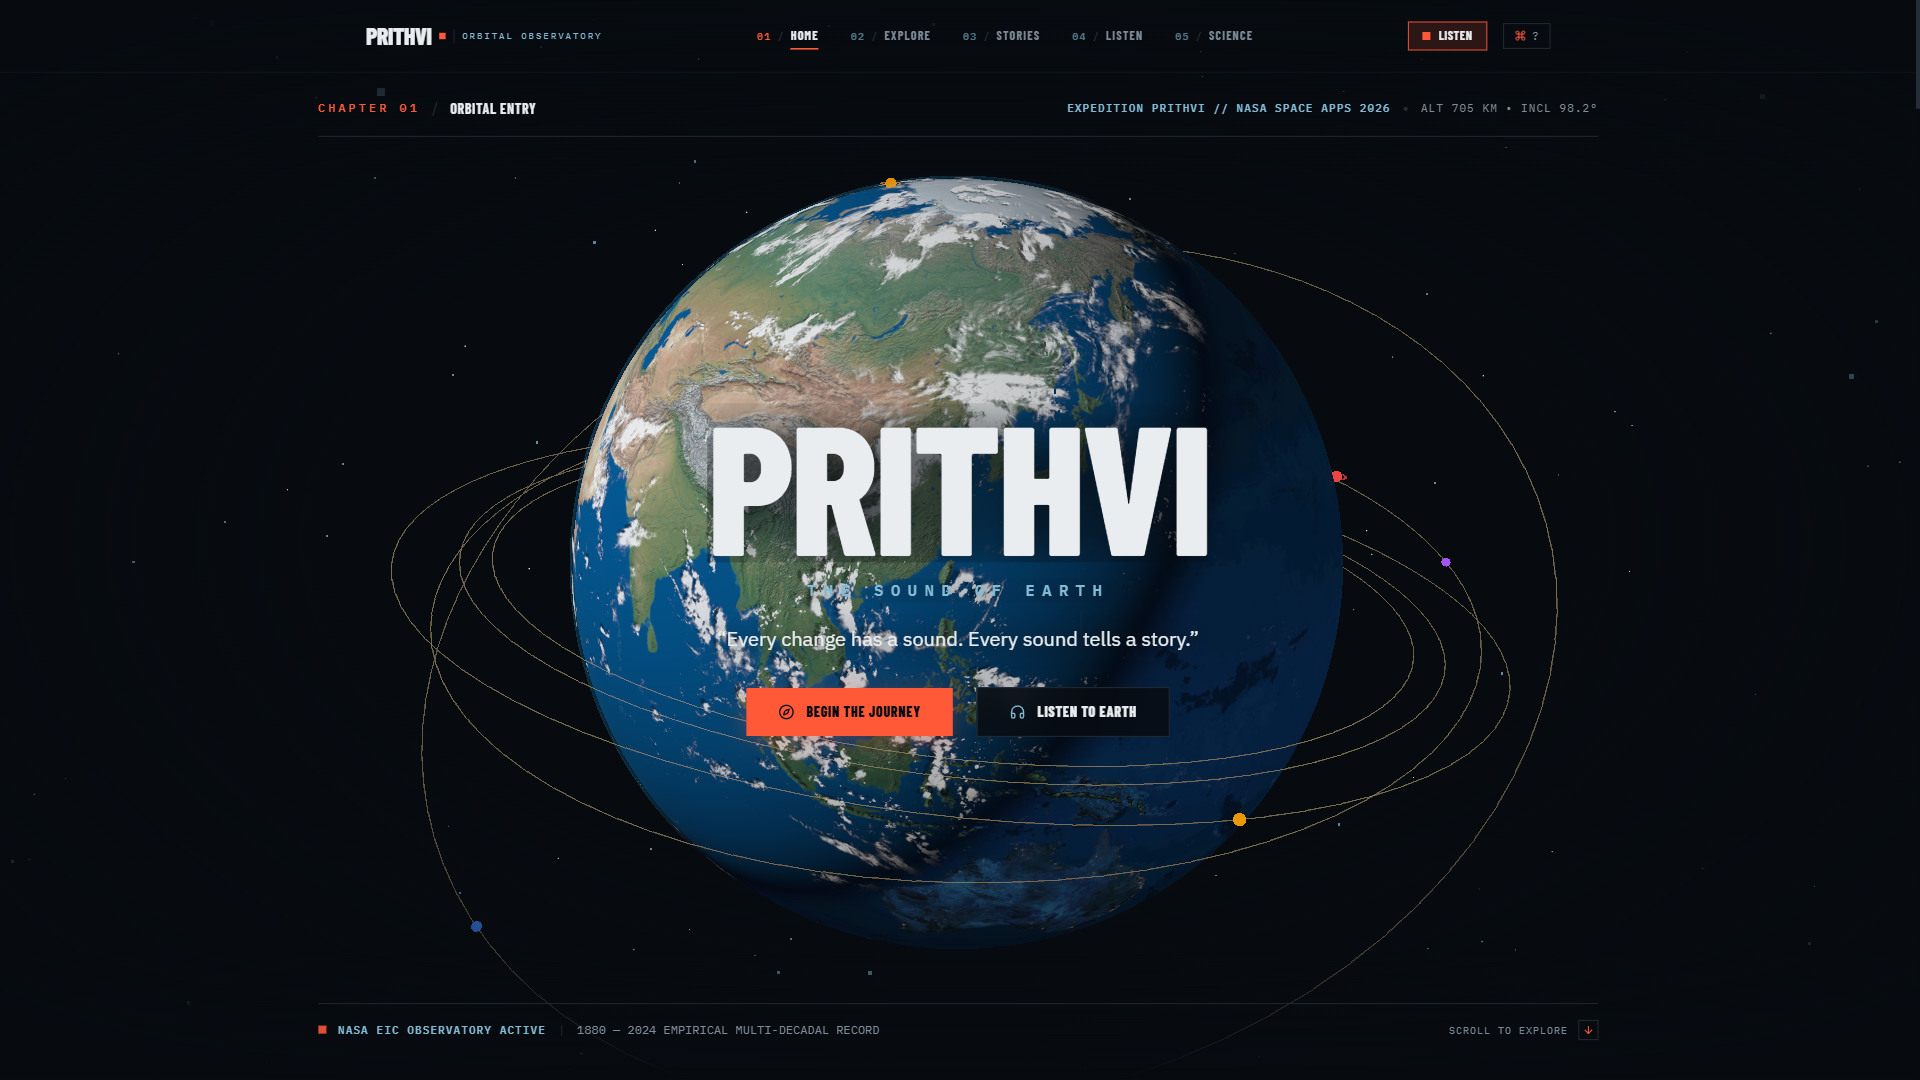 PRITHVI ORBITAL OBSERVATORY
01 / HOME 02 / EXPLORE 03 / STORIES 04 / LISTEN 05 / SCIENCE
LISTEN
⌘ ?
CHAPTER 01 / ORBITAL ENTRY
EXPEDITION PRITHVI // NASA SPACE APPS 2026 • ALT 705 KM • INCL 98.2°
PRITHVI
THE SOUND OF EARTH
“Every change has a sound. Every sound tells a story.”
BEGIN THE JOURNEY
LISTEN TO EARTH
NASA EIC OBSERVATORY ACTIVE | 1880 — 2024 EMPIRICAL MULTI-DECADAL RECORD
SCROLL TO EXPLORE ↓